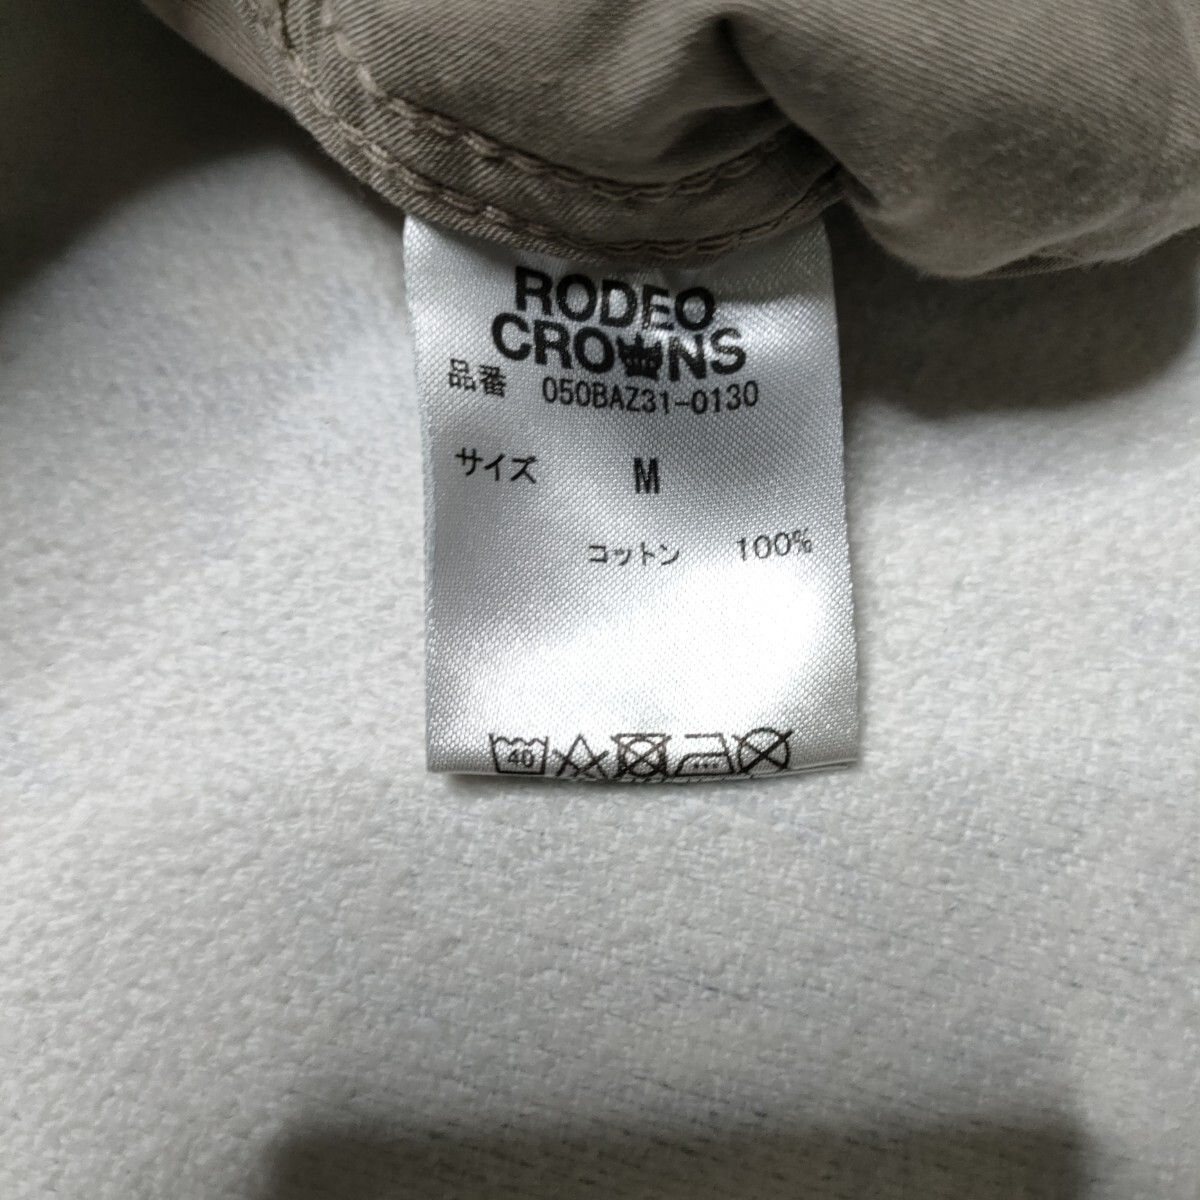 RODEO
CROWNS
品番 050BAZ31-0130
サイズ M
コットン 100%
40